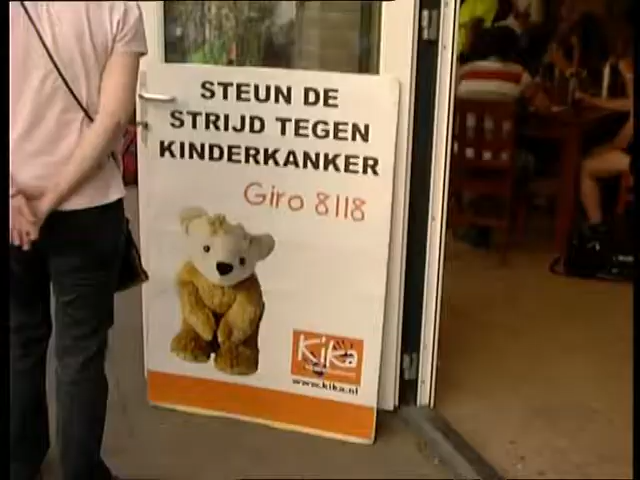 STEUN DE
STRIJD TEGEN
KINDERKANKER
Giro 8118
KiKa
www.kika.nl